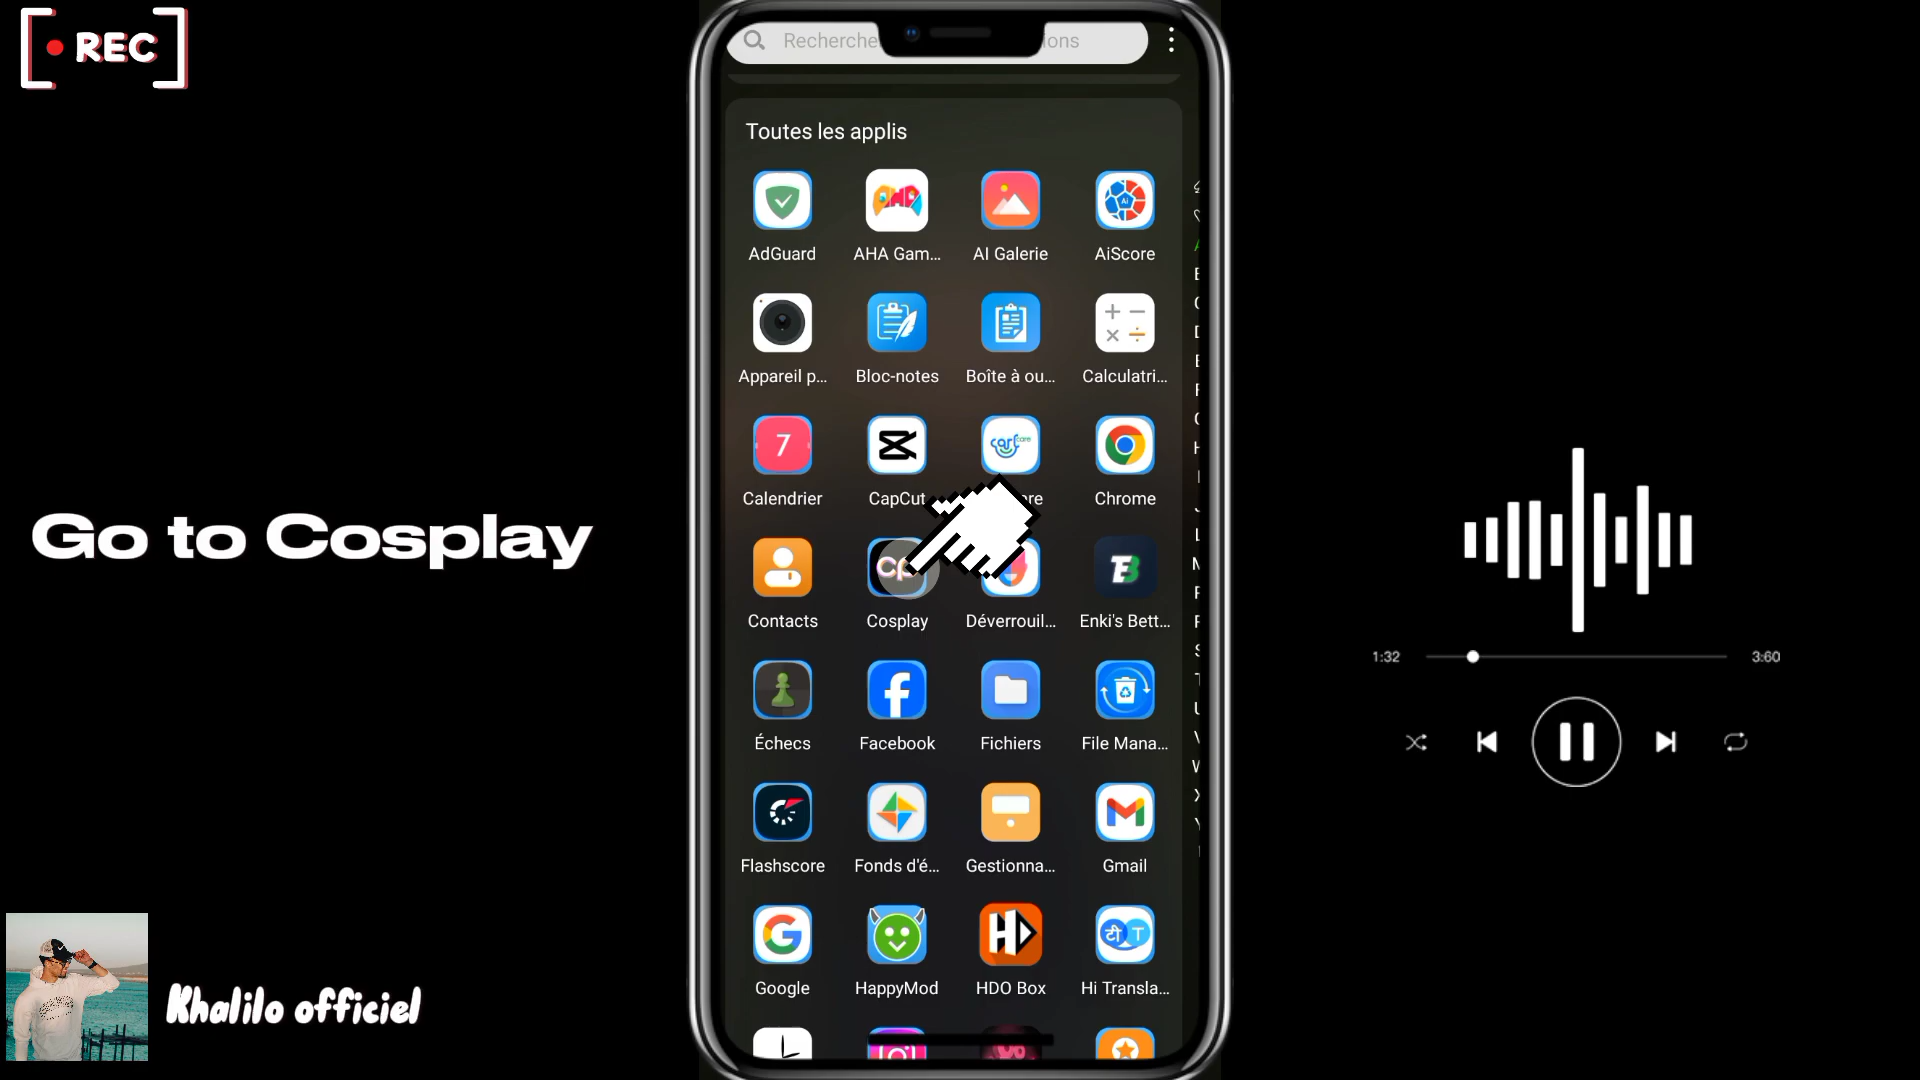 REC
Recherche
ions
Toutes les applis
AdGuard
AHA Gam...
AI Galerie
AiScore
Appareil p...
Bloc-notes
Boîte à ou...
Calculatri...
7
Calendrier
CapCut
Chrome
Go to Cosplay
Contacts
Cosplay
Déverrouil...
Enki's Bett...
Échecs
Facebook
Fichiers
File Mana...
1:32
3:60
Flashscore
Fonds d'é...
Gestionna...
Gmail
Google
HappyMod
HDO Box
Hi Transla...
Khalilo officiel